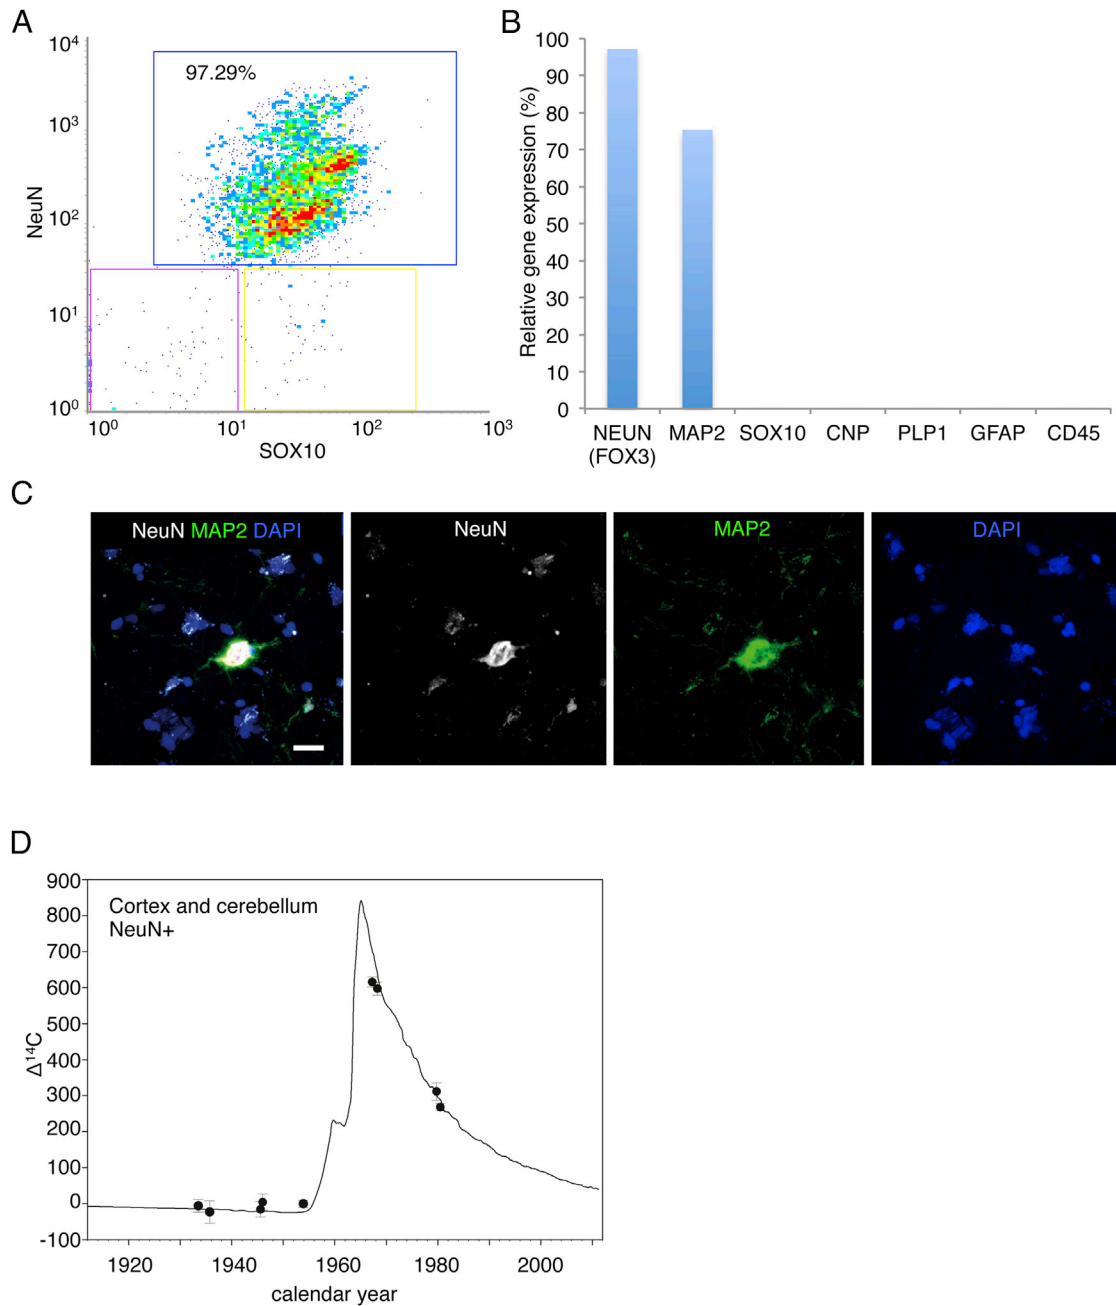 A
NeuN
10⁴
10³
10²
10¹
10⁰
97.29%
10⁰ 10¹ 10² 10³
SOX10
B
Relative gene expression (%)
100
90
80
70
60
50
40
30
20
10
0
NEUN MAP2 SOX10 CNP PLP1 GFAP CD45
(FOX3)
C
NeuN MAP2 DAPI
NeuN
MAP2
DAPI
D
Δ¹⁴C
900
800
700
600
500
400
300
200
100
0
-100
Cortex and cerebellum
NeuN+
1920 1940 1960 1980 2000
calendar year